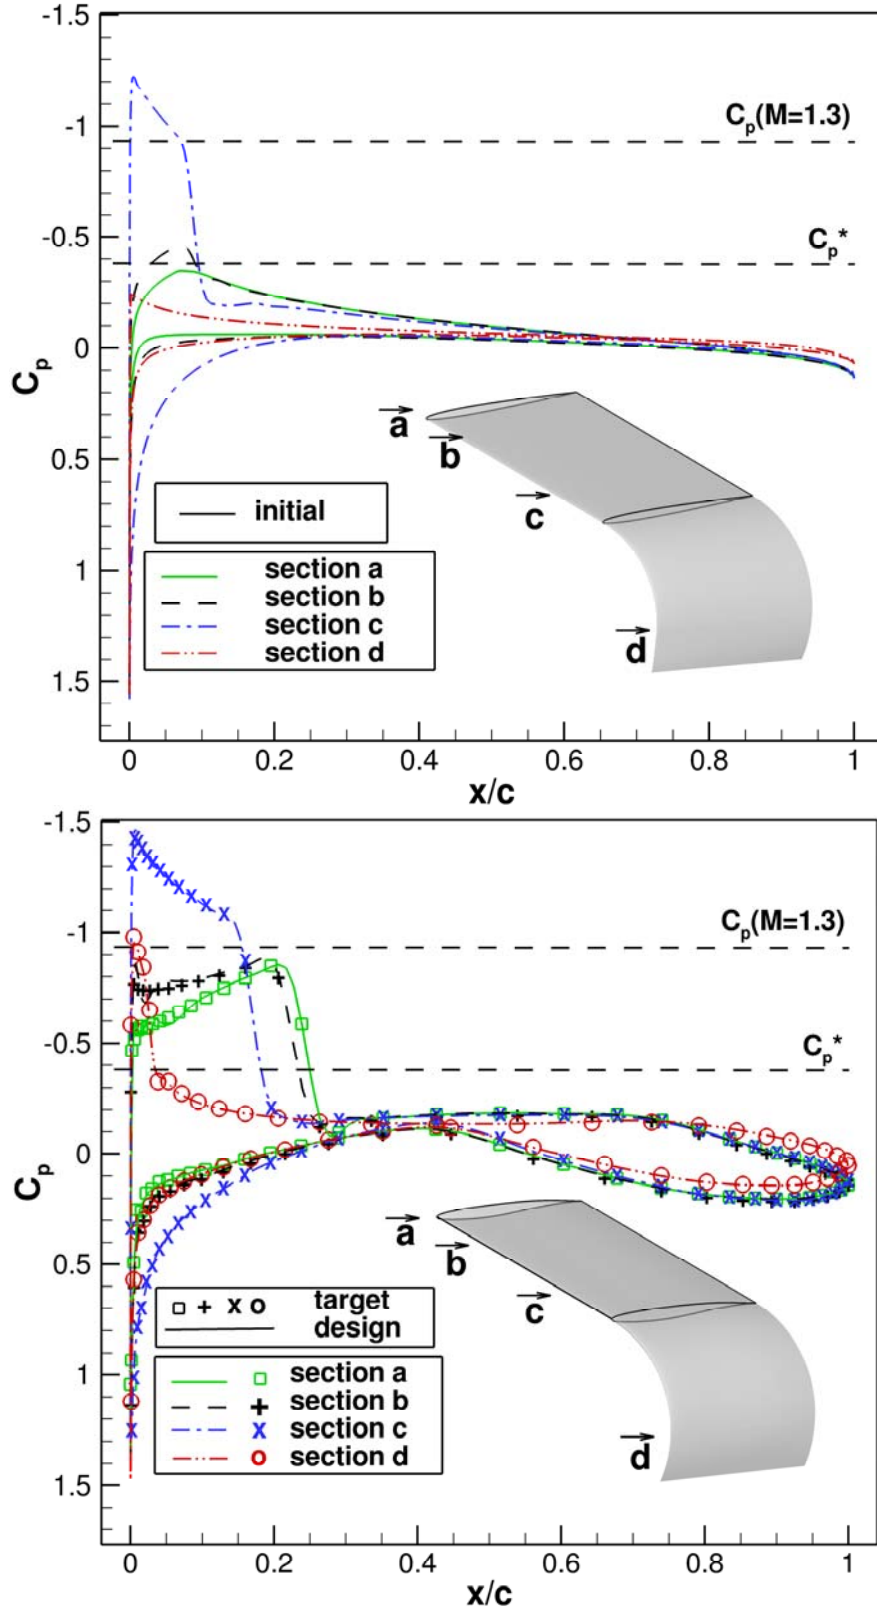 -1.5
-1
-0.5
0
0.5
1
1.5
Cp
Cp(M=1.3)
Cp*
a
b
c
d
initial
section a
section b
section c
section d
0 0.2 0.4 0.6 0.8 1
x/c
-1.5
-1
-0.5
0
0.5
1
1.5
Cp
Cp(M=1.3)
Cp*
a
b
c
d
target
design
section a
section b
section c
section d
0 0.2 0.4 0.6 0.8 1
x/c